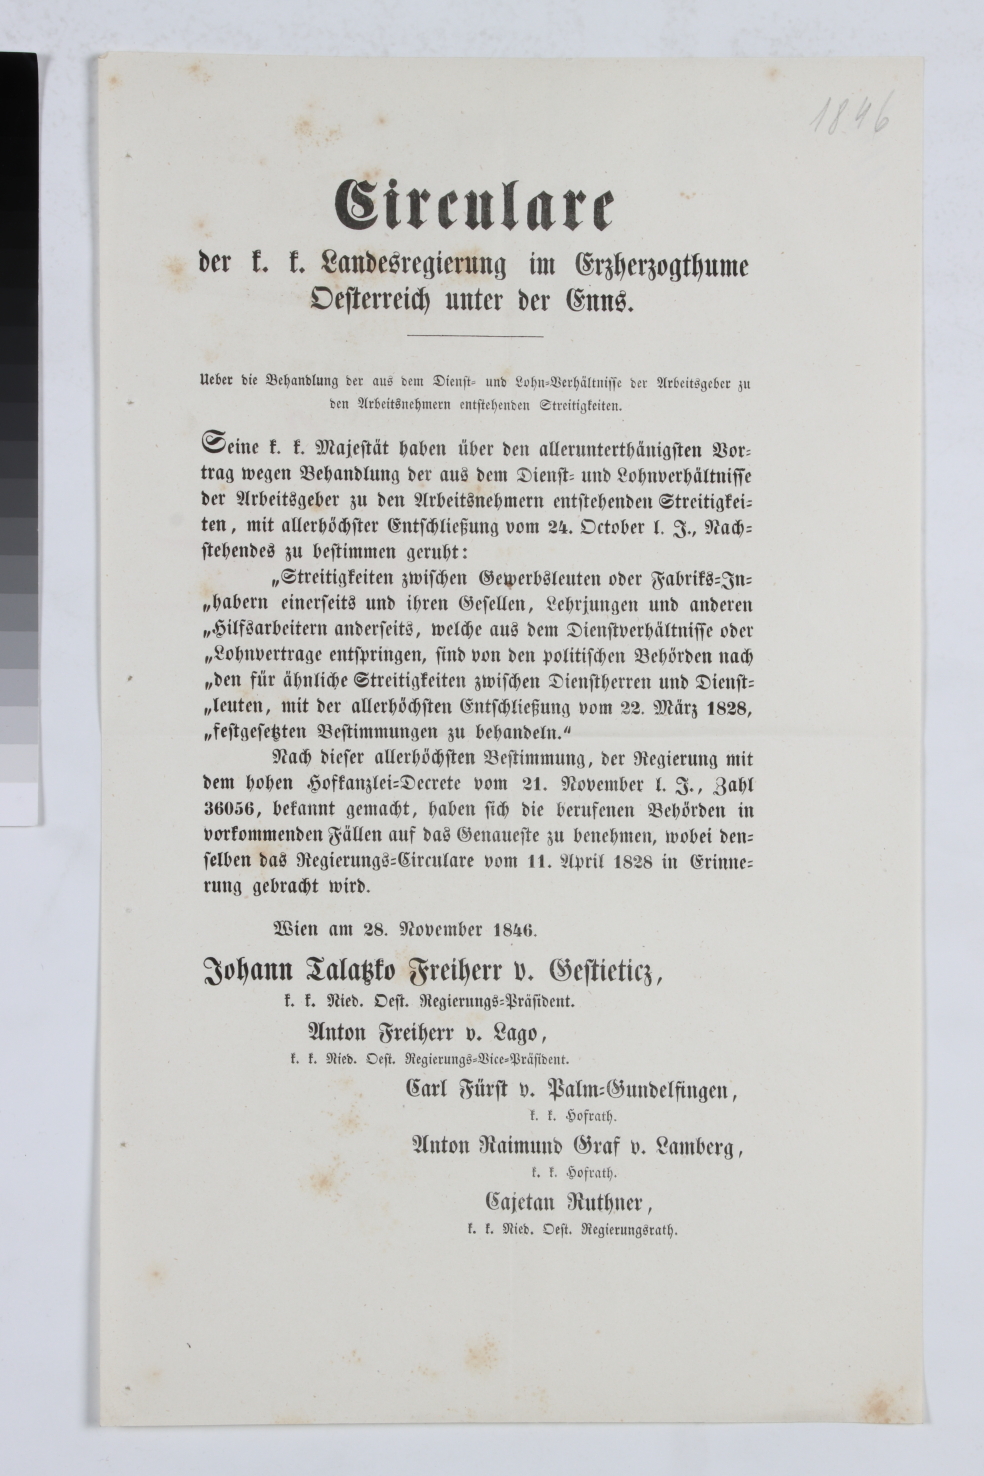 1846
Circulare
der k. k. Landesregierung im Erzherzogthume
Oesterreich unter der Enns.
Ueber die Behandlung der aus dem Dienst- und Lohn-Verhältnisse der Arbeitsgeber zu
den Arbeitsnehmern entstehenden Streitigkeiten.
Seine k. k. Majestät haben über den allerunterthänigsten Vor-
trag wegen Behandlung der aus dem Dienst- und Lohnverhältnisse
der Arbeitsgeber zu den Arbeitsnehmern entstehenden Streitigkei-
ten, mit allerhöchster Entschließung vom 24. October l. J., Nach-
stehendes zu bestimmen geruht:
„Streitigkeiten zwischen Gewerbsleuten oder Fabriks-In-
„habern einerseits und ihren Gesellen, Lehrjungen und anderen
„Hilfsarbeitern anderseits, welche aus dem Dienstverhältnisse oder
„Lohnvertrage entspringen, sind von den politischen Behörden nach
„den für ähnliche Streitigkeiten zwischen Dienstherren und Dienst-
„leuten, mit der allerhöchsten Entschließung vom 22. März 1828,
„festgesetzten Bestimmungen zu behandeln.“
Nach dieser allerhöchsten Bestimmung, der Regierung mit
dem hohen Hofkanzlei-Decrete vom 21. November l. J., Zahl
36056, bekannt gemacht, haben sich die berufenen Behörden in
vorkommenden Fällen auf das Genaueste zu benehmen, wobei den-
selben das Regierungs-Circulare vom 11. April 1828 in Erinne-
rung gebracht wird.
Wien am 28. November 1846.
Johann Talatzko Freiherr v. Gestieticz,
k. k. Nied. Oest. Regierungs-Präsident.
Anton Freiherr v. Lago,
k. k. Nied. Oest. Regierungs-Vice-Präsident.
Carl Fürst v. Palm-Gundelfingen,
k. k. Hofrath.
Anton Raimund Graf v. Lamberg,
k. k. Hofrath.
Cajetan Ruthner,
k. k. Nied. Oest. Regierungsrath.